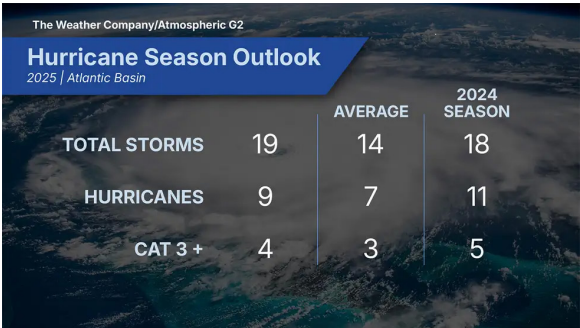 The Weather Company/Atmospheric G2
Hurricane Season Outlook
2025 | Atlantic Basin
AVERAGE
2024
SEASON
TOTAL STORMS 19 14 18
HURRICANES 9 7 11
CAT 3 + 4 3 5